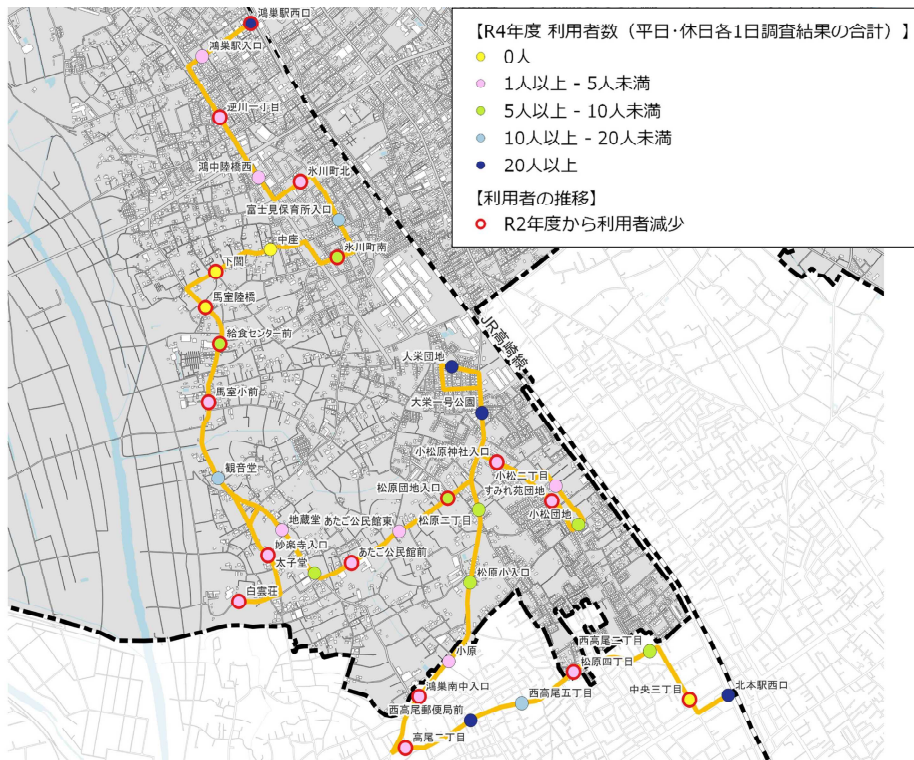 【R4年度 利用者数（平日・休日各1日調査結果の合計）】
0人
1人以上 - 5人未満
5人以上 - 10人未満
10人以上 - 20人未満
20人以上
【利用者の推移】
R2年度から利用者減少
鴻巣駅西口
鴻巣駅入口
逆川一丁目
鴻中陸橋西
氷川町北
富士見保育所入口
中座
氷川町南
下閭
馬室陸橋
給食センター前
JR高崎線
人栄団地
馬室小前
大栄一号公園
小松原神社入口
小松二丁目
観音堂
松原団地入口
すみれ苑団地
地蔵堂
あたご公民館東
松原二丁目
小松団地
妙楽寺入口
太子堂
あたご公民館前
松原小入口
白雲荘
小原
西高尾二丁目
松原四丁目
鴻巣南中入口
西高尾五丁目
中央三丁目
北本駅西口
西高尾郵便局前
高尾二丁目